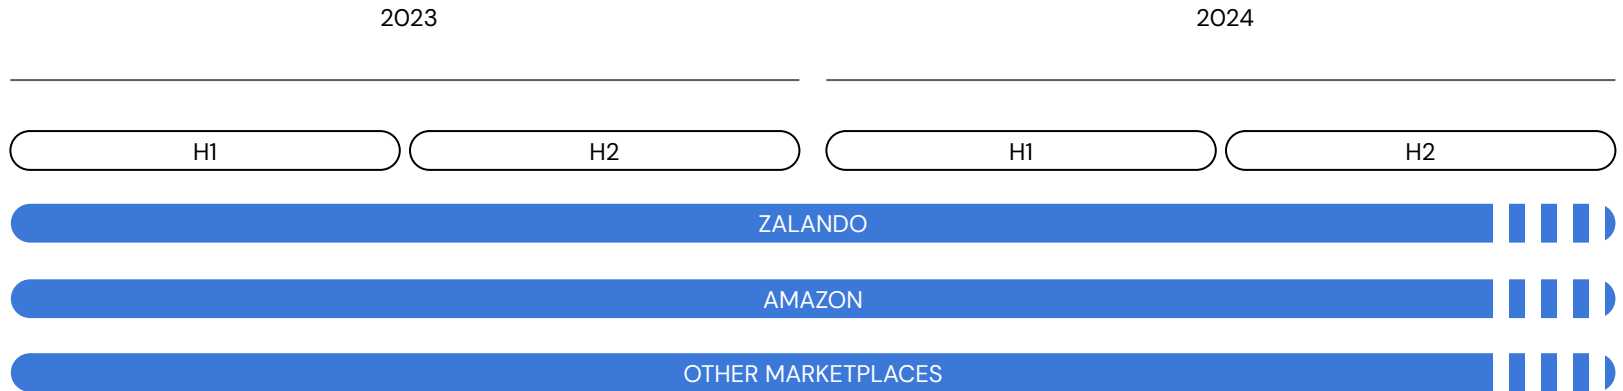 2023 2024
H1 H2 H1 H2
ZALANDO
AMAZON
OTHER MARKETPLACES